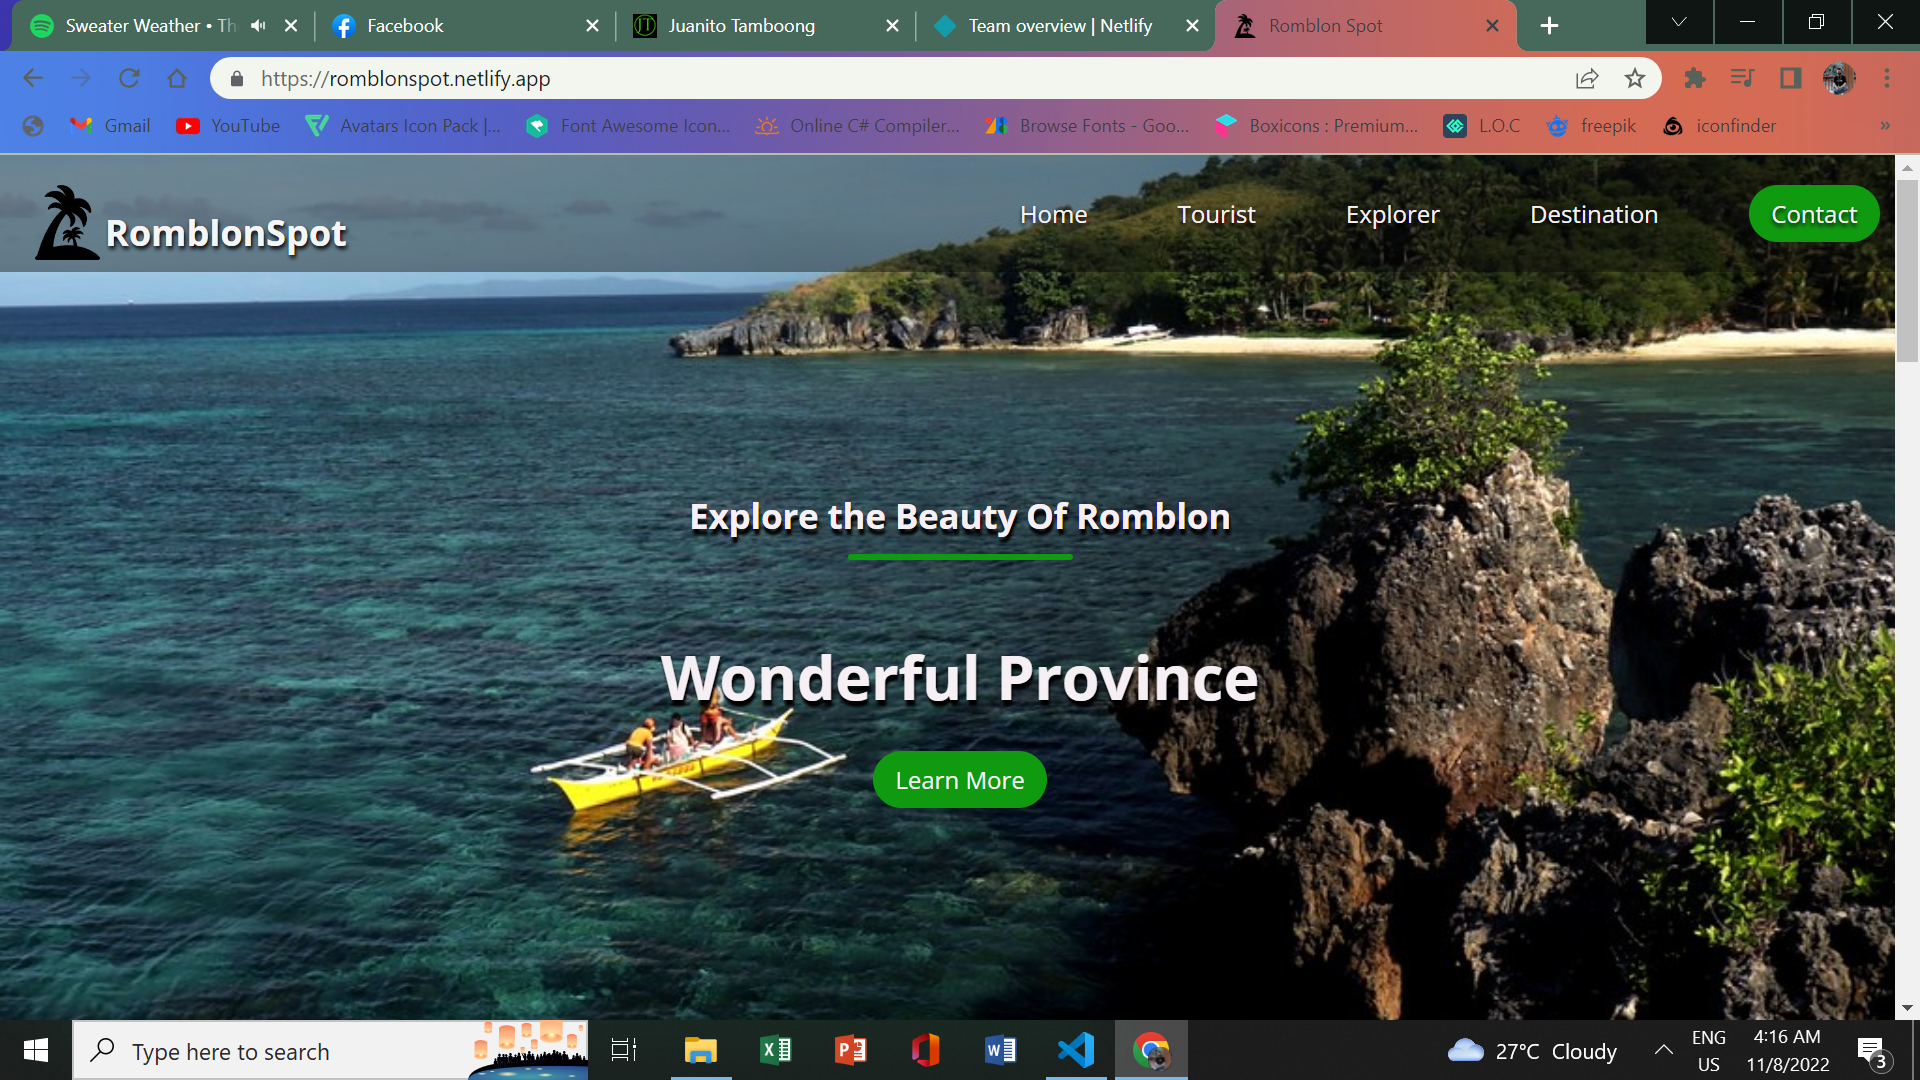 Sweater Weather • Th
Facebook
Juanito Tamboong
Team overview | Netlify
Romblon Spot
https://romblonspot.netlify.app
Gmail
YouTube
Avatars Icon Pack |...
Font Awesome Icon...
Online C# Compiler...
Browse Fonts - Goo...
Boxicons : Premium...
L.O.C
freepik
iconfinder
»
RomblonSpot
Home
Tourist
Explorer
Destination
Contact
Explore the Beauty Of Romblon
Wonderful Province
Learn More
Type here to search
27°C Cloudy
ENG
US
4:16 AM
11/8/2022
3